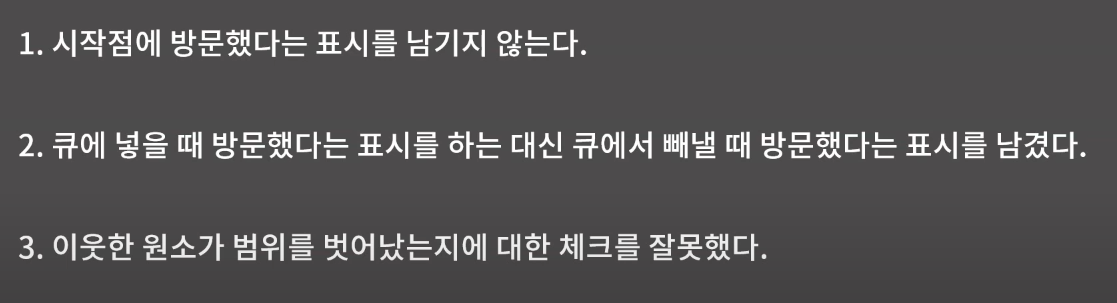 1. 시작점에 방문했다는 표시를 남기지 않는다.
2. 큐에 넣을 때 방문했다는 표시를 하는 대신 큐에서 빼낼 때 방문했다는 표시를 남겼다.
3. 이웃한 원소가 범위를 벗어났는지에 대한 체크를 잘못했다.